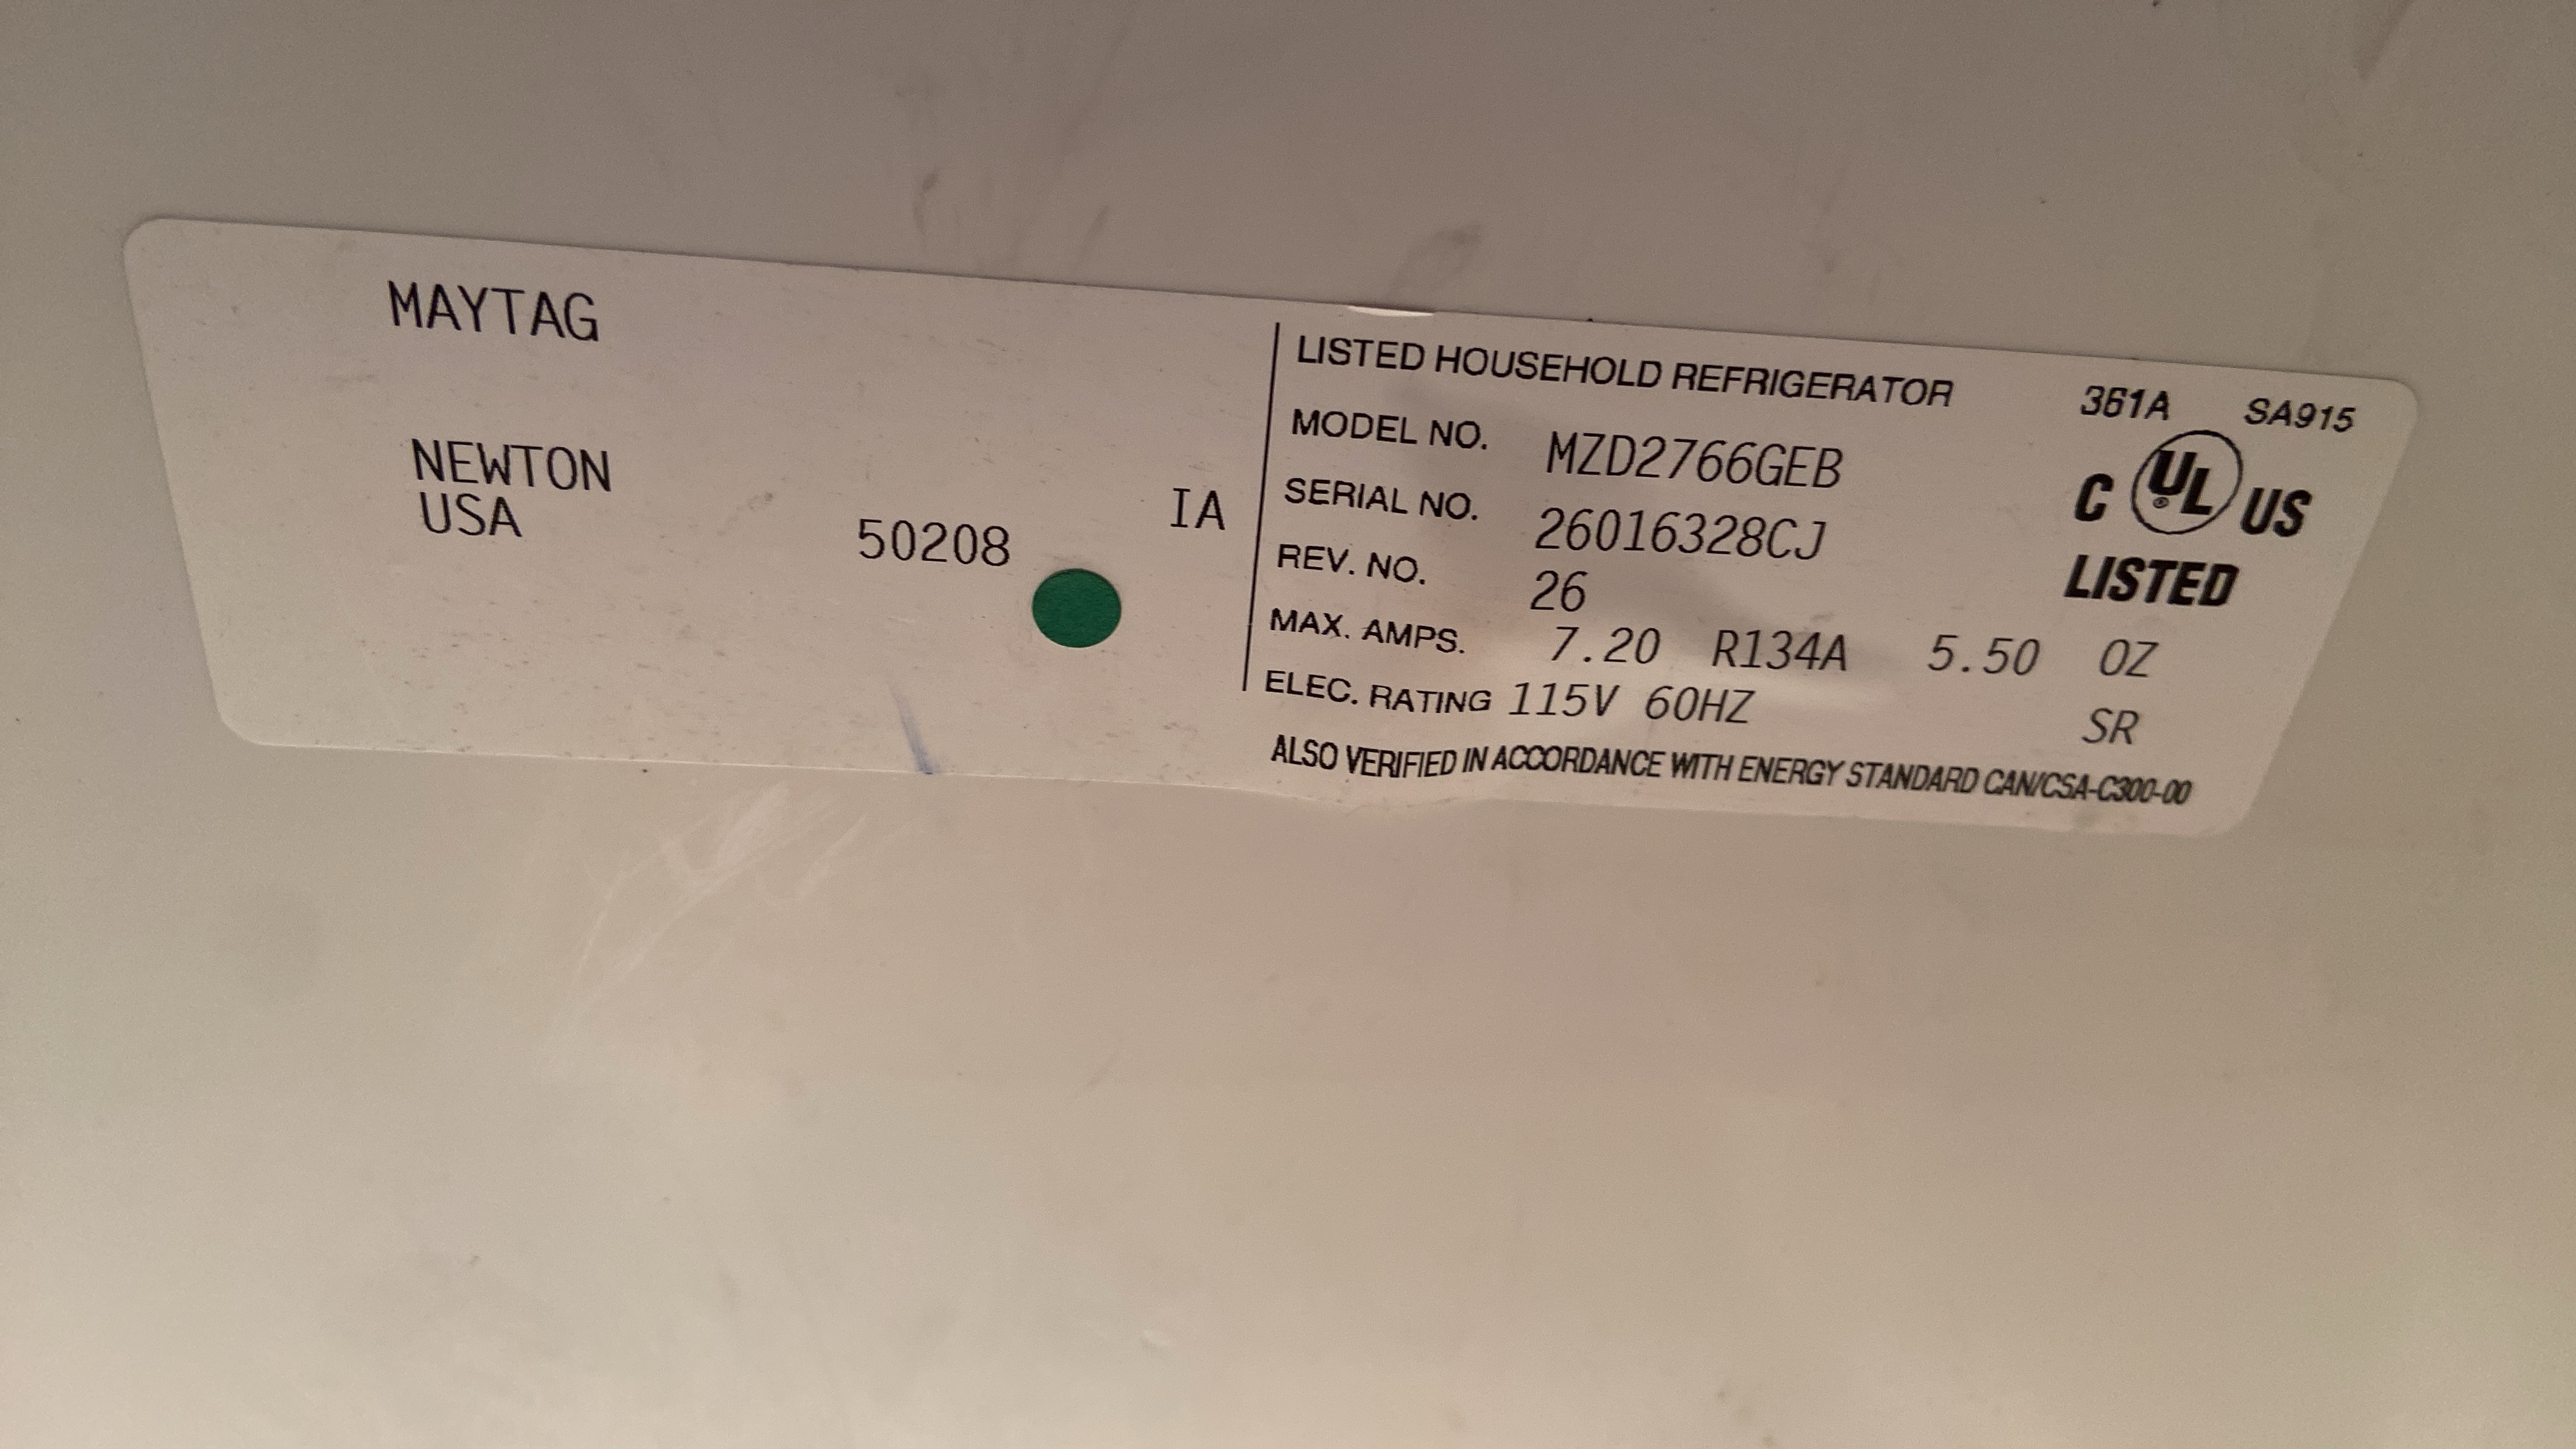 MAYTAG
NEWTON
USA
50208
IA
LISTED HOUSEHOLD REFRIGERATOR
361A SA915
MODEL NO. MZD2766GEB
SERIAL NO. 26016328CJ
REV. NO. 26
C UL® US
LISTED
MAX. AMPS. 7.20 R134A 5.50 OZ
ELEC. RATING 115V 60HZ SR
ALSO VERIFIED IN ACCORDANCE WITH ENERGY STANDARD CAN/CSA-C300-00